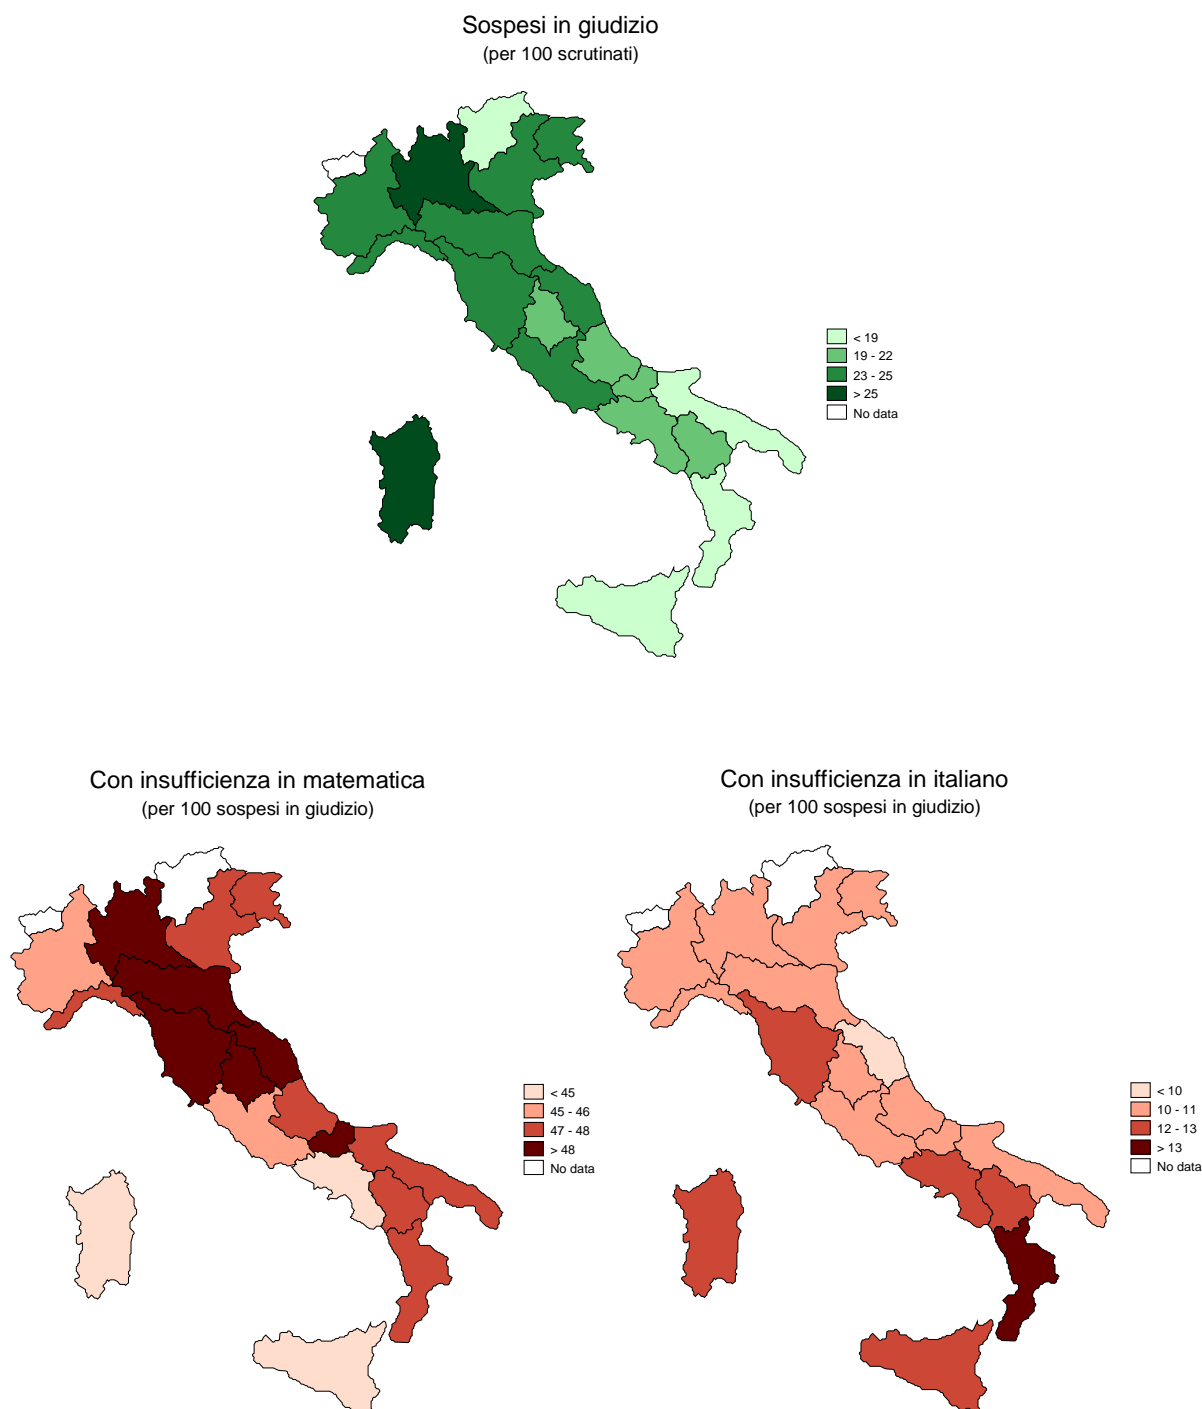 Sospesi in giudizio
(per 100 scrutinati)
< 19
19 - 22
23 - 25
> 25
No data
Con insufficienza in matematica
(per 100 sospesi in giudizio)
< 45
45 - 46
47 - 48
> 48
No data
Con insufficienza in italiano
(per 100 sospesi in giudizio)
< 10
10 - 11
12 - 13
> 13
No data